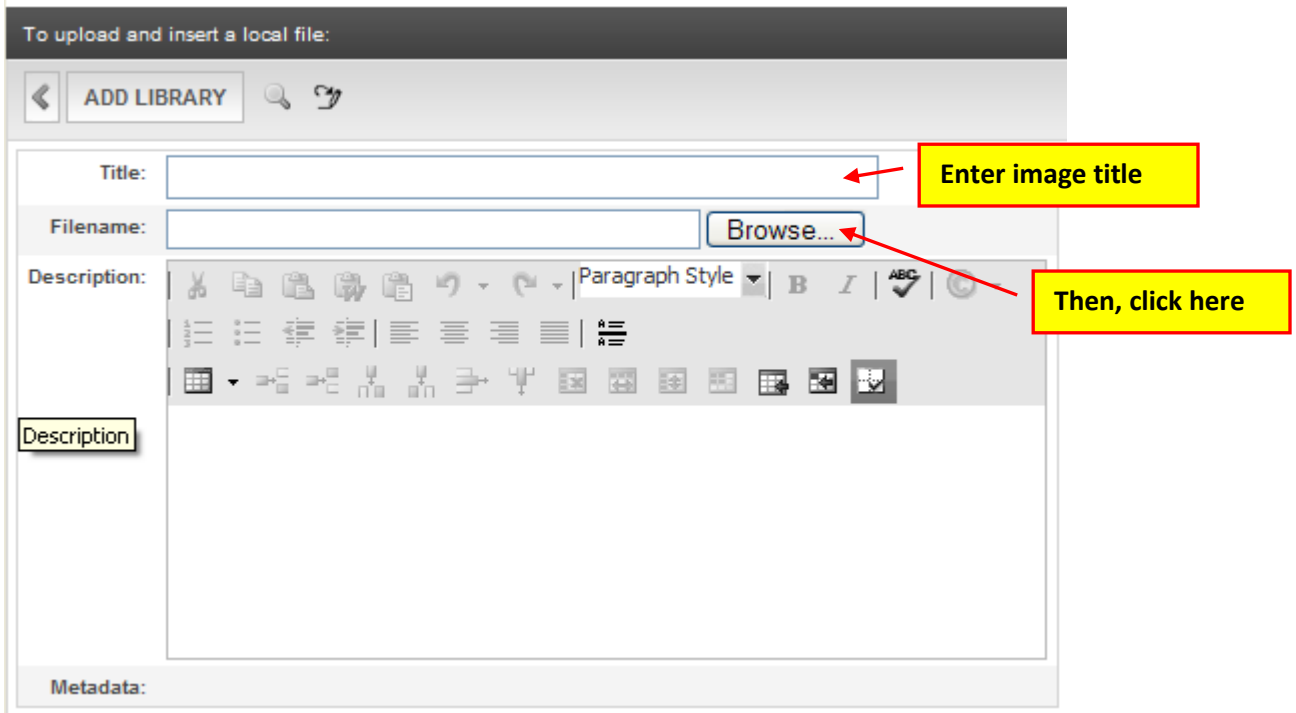 To upload and insert a local file:
ADD LIBRARY
Title:
Enter image title
Filename:
Browse...
Description:
Paragraph Style
B I ABC
Then, click here
Description
Metadata: